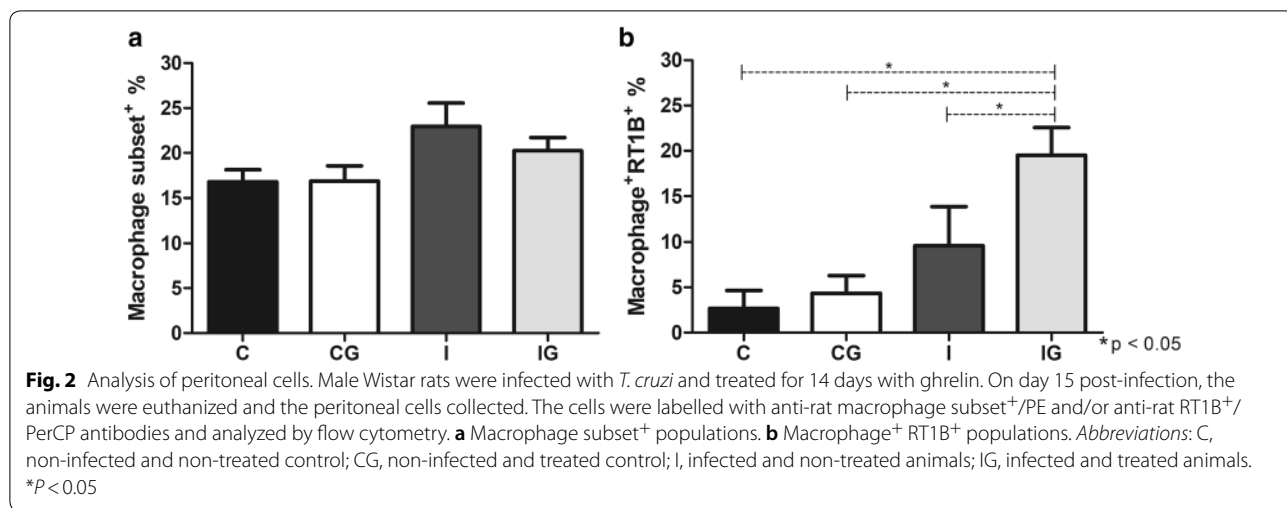 a
b
Macrophage subset⁺ %
30
25
20
15
10
5
0
C CG I IG
Macrophage⁺RT1B⁺ %
30
25
20
15
10
5
0
*
*
*
C CG I IG
*p < 0.05
Fig. 2 Analysis of peritoneal cells. Male Wistar rats were infected with T. cruzi and treated for 14 days with ghrelin. On day 15 post-infection, the
animals were euthanized and the peritoneal cells collected. The cells were labelled with anti-rat macrophage subset⁺/PE and/or anti-rat RT1B⁺/
PerCP antibodies and analyzed by flow cytometry. a Macrophage subset⁺ populations. b Macrophage⁺ RT1B⁺ populations. Abbreviations: C,
non-infected and non-treated control; CG, non-infected and treated control; I, infected and non-treated animals; IG, infected and treated animals.
*P < 0.05